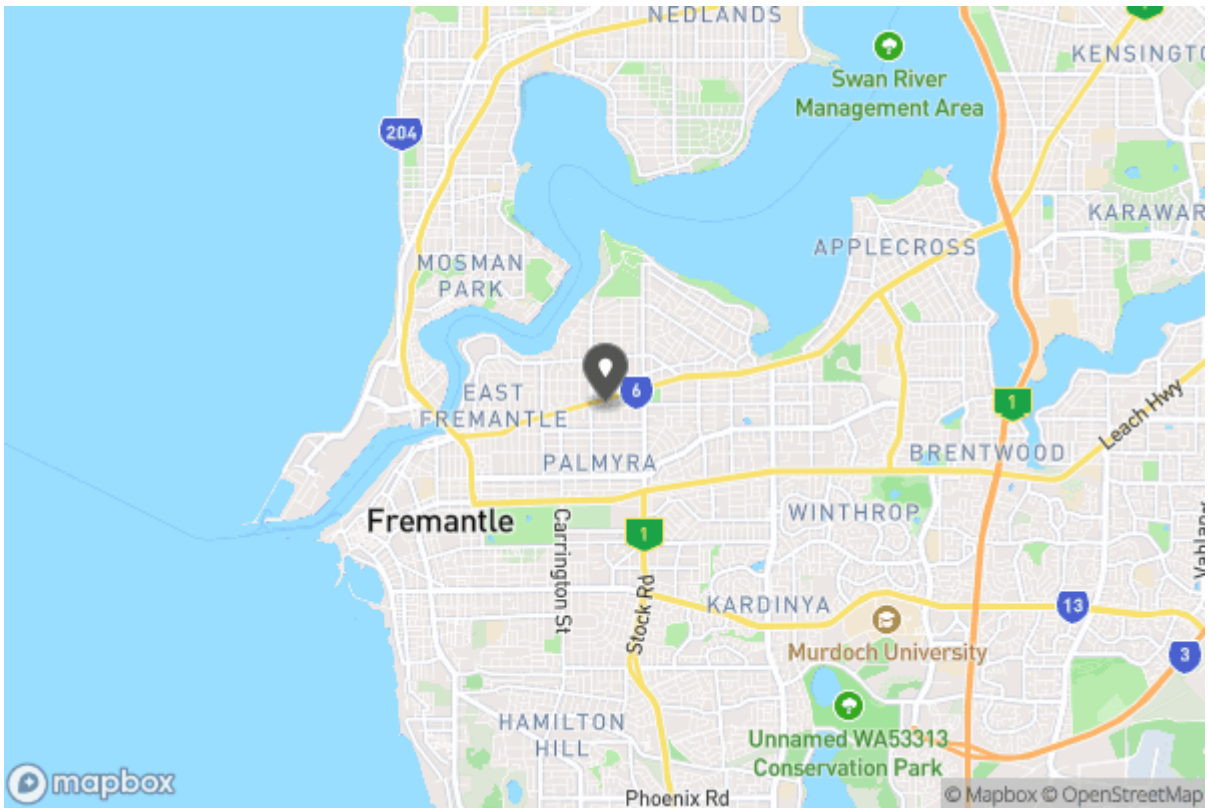 NEDLANDS
1
KENSINGTO
Swan River
Management Area
204
KARAWAR
APPLECROSS
MOSMAN
PARK
6
EAST
FREMANTLE
1
Leach Hwy
BRENTWOOD
PALMYRA
WINTHROP
Fremantle
Carrington St
1
Stock Rd
KARDINYA
13
Murdoch University
3
HAMILTON
HILL
Unnamed WA53313
Conservation Park
Phoenix Rd
mapbox
© Mapbox © OpenStreetMap